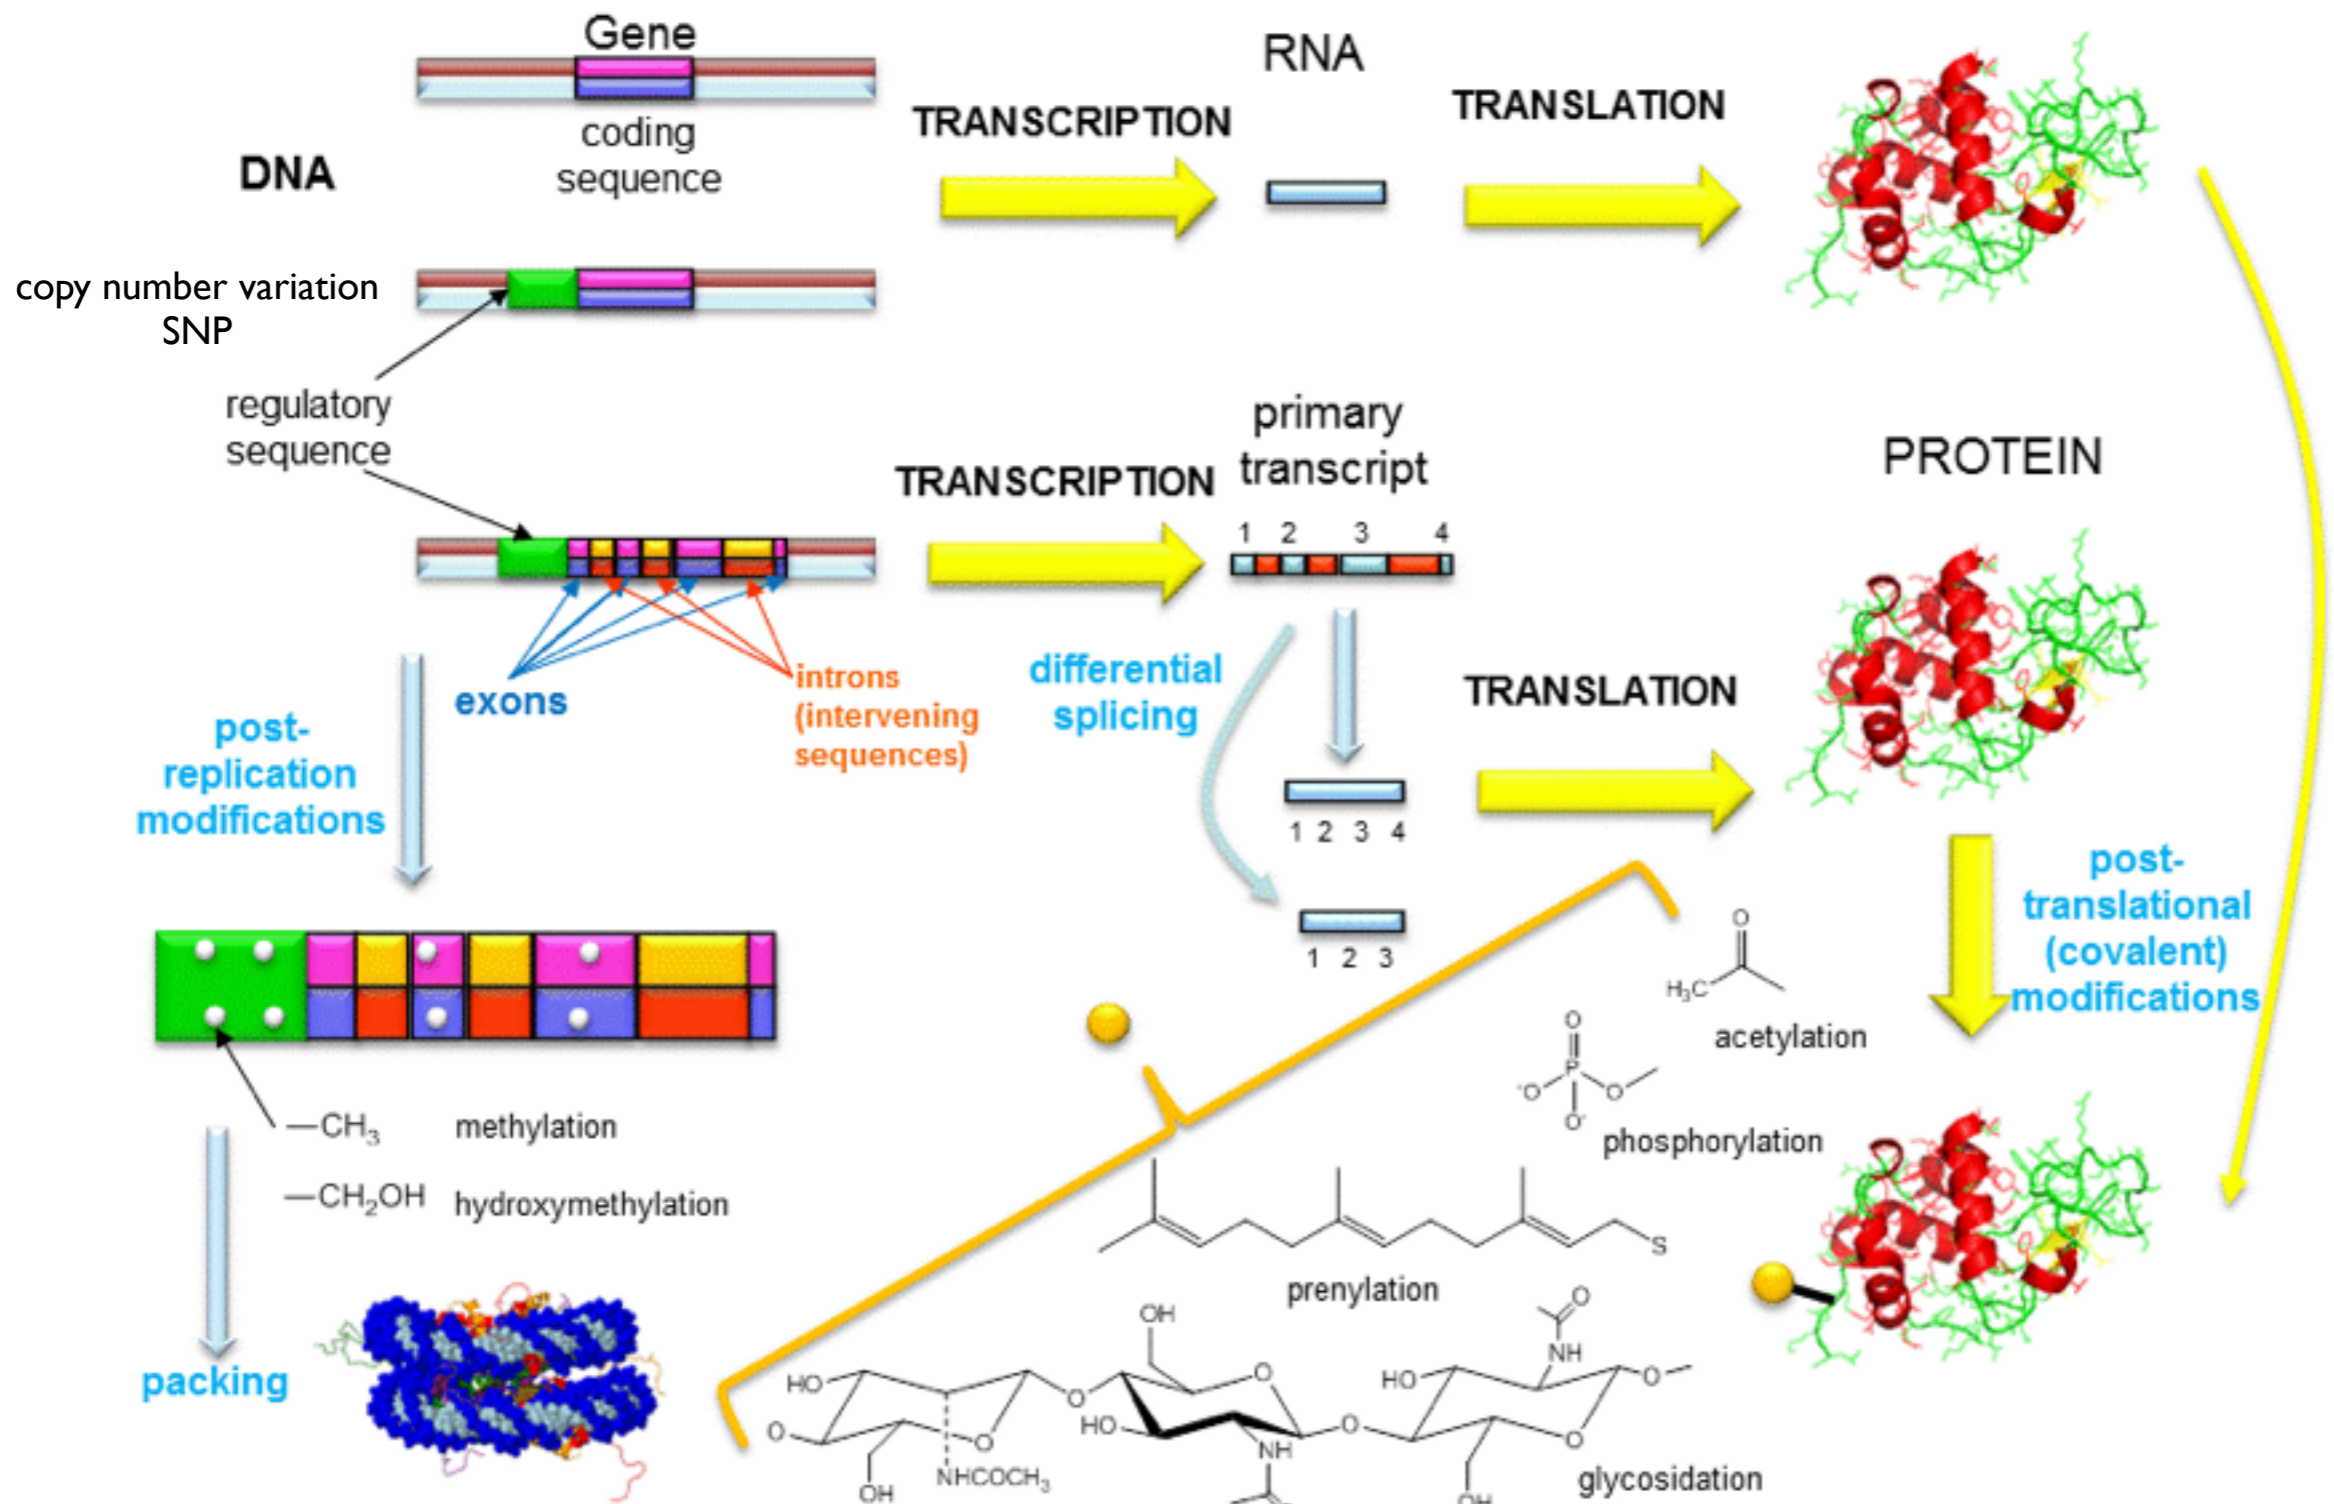 Gene
RNA
TRANSCRIPTION
TRANSLATION
coding
sequence
DNA
copy number variation
SNP
regulatory
sequence
primary
transcript
TRANSCRIPTION
PROTEIN
1 2 3 4
exons
introns
(intervening
sequences)
differential
splicing
TRANSLATION
post-
replication
modifications
1 2 3 4
1 2 3
post-
translational
(covalent)
modifications
O
H₃C
acetylation
O
P
⁻O
O
O⁻
phosphorylation
—CH₃ methylation
—CH₂OH hydroxymethylation
S
prenylation
packing
OH
O
NH
HO
O
O
HO
O
O
HO
O
O
O
NH
O
NHCOCH₃
OH
OH
glycosidation